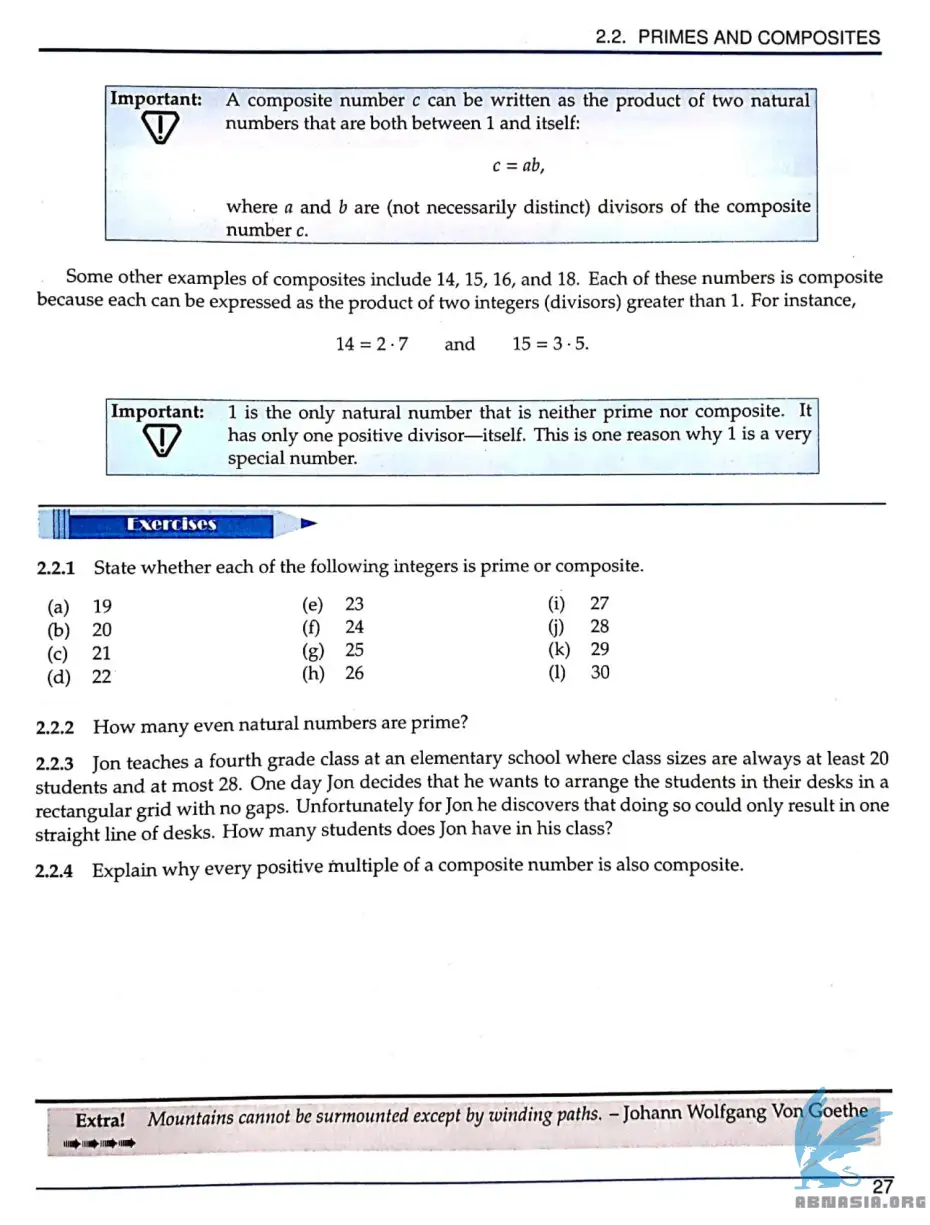 2.2. PRIMES AND COMPOSITES
Important: A composite number c can be written as the product of two natural
numbers that are both between 1 and itself:
c = ab,
where a and b are (not necessarily distinct) divisors of the composite
number c.
Some other examples of composites include 14, 15, 16, and 18. Each of these numbers is composite
because each can be expressed as the product of two integers (divisors) greater than 1. For instance,
14 = 2 · 7 and 15 = 3 · 5.
Important: 1 is the only natural number that is neither prime nor composite. It
has only one positive divisor—itself. This is one reason why 1 is a very
special number.
Exercises
2.2.1 State whether each of the following integers is prime or composite.
(a) 19 (e) 23 (i) 27
(b) 20 (f) 24 (j) 28
(c) 21 (g) 25 (k) 29
(d) 22 (h) 26 (l) 30
2.2.2 How many even natural numbers are prime?
2.2.3 Jon teaches a fourth grade class at an elementary school where class sizes are always at least 20
students and at most 28. One day Jon decides that he wants to arrange the students in their desks in a
rectangular grid with no gaps. Unfortunately for Jon he discovers that doing so could only result in one
straight line of desks. How many students does Jon have in his class?
2.2.4 Explain why every positive multiple of a composite number is also composite.
Extra! Mountains cannot be surmounted except by winding paths. – Johann Wolfgang Von Goethe
27
ABNASIA.ORG